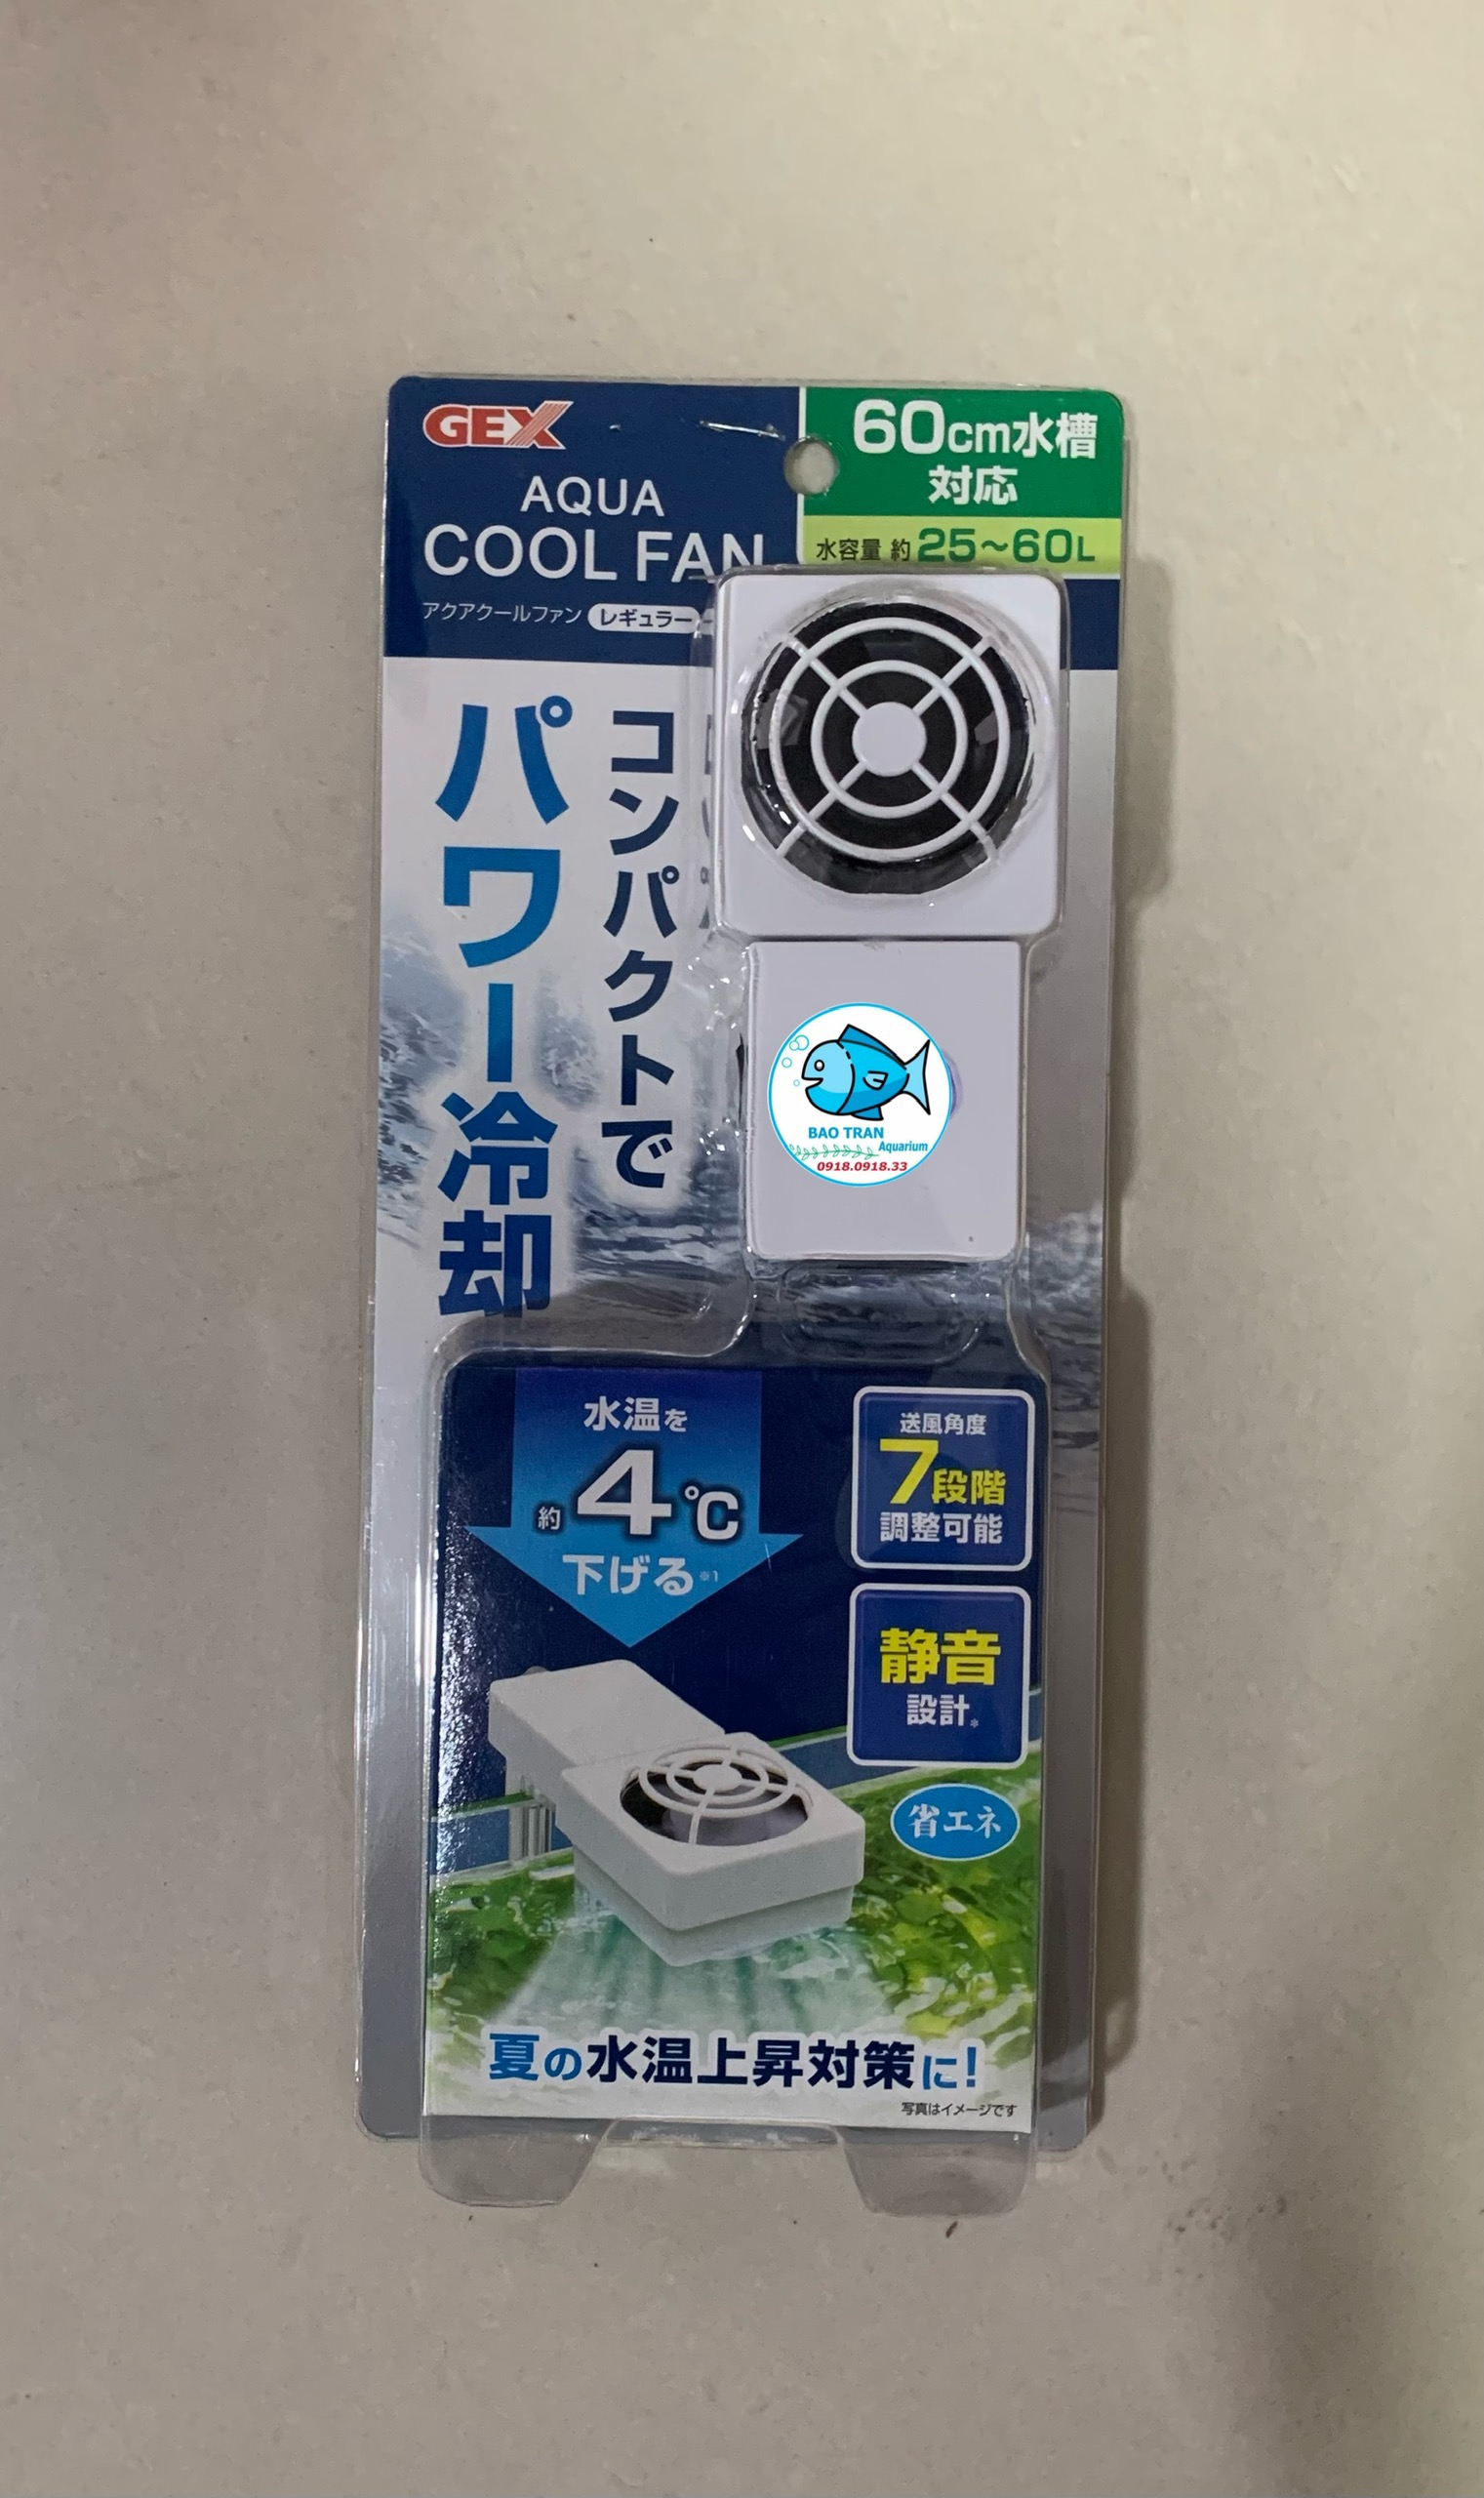 GEX
AQUA
COOL FAN
アクアクールファン レギュラー
60cm水槽
対応
水容量 約25~60L
コンパクトで
パワー冷却
BAO TRAN
Aquarium
0918.0918.33
水温を
約4℃
下げる※1
送風角度
7段階
調整可能
静音
設計※
省エネ
夏の水温上昇対策に!
写真はイメージです